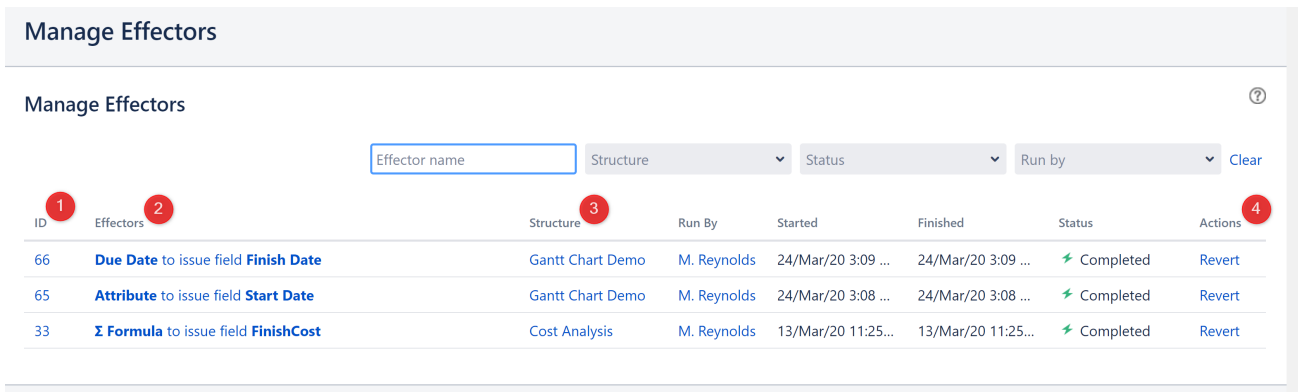 Manage Effectors
Manage Effectors
?
Effector name Structure Status Run by Clear
1 2 3 4
ID Effectors Structure Run By Started Finished Status Actions
66 Due Date to issue field Finish Date Gantt Chart Demo M. Reynolds 24/Mar/20 3:09 ... 24/Mar/20 3:09 ... Completed Revert
65 Attribute to issue field Start Date Gantt Chart Demo M. Reynolds 24/Mar/20 3:08 ... 24/Mar/20 3:08 ... Completed Revert
33 Σ Formula to issue field FinishCost Cost Analysis M. Reynolds 13/Mar/20 11:25... 13/Mar/20 11:25... Completed Revert